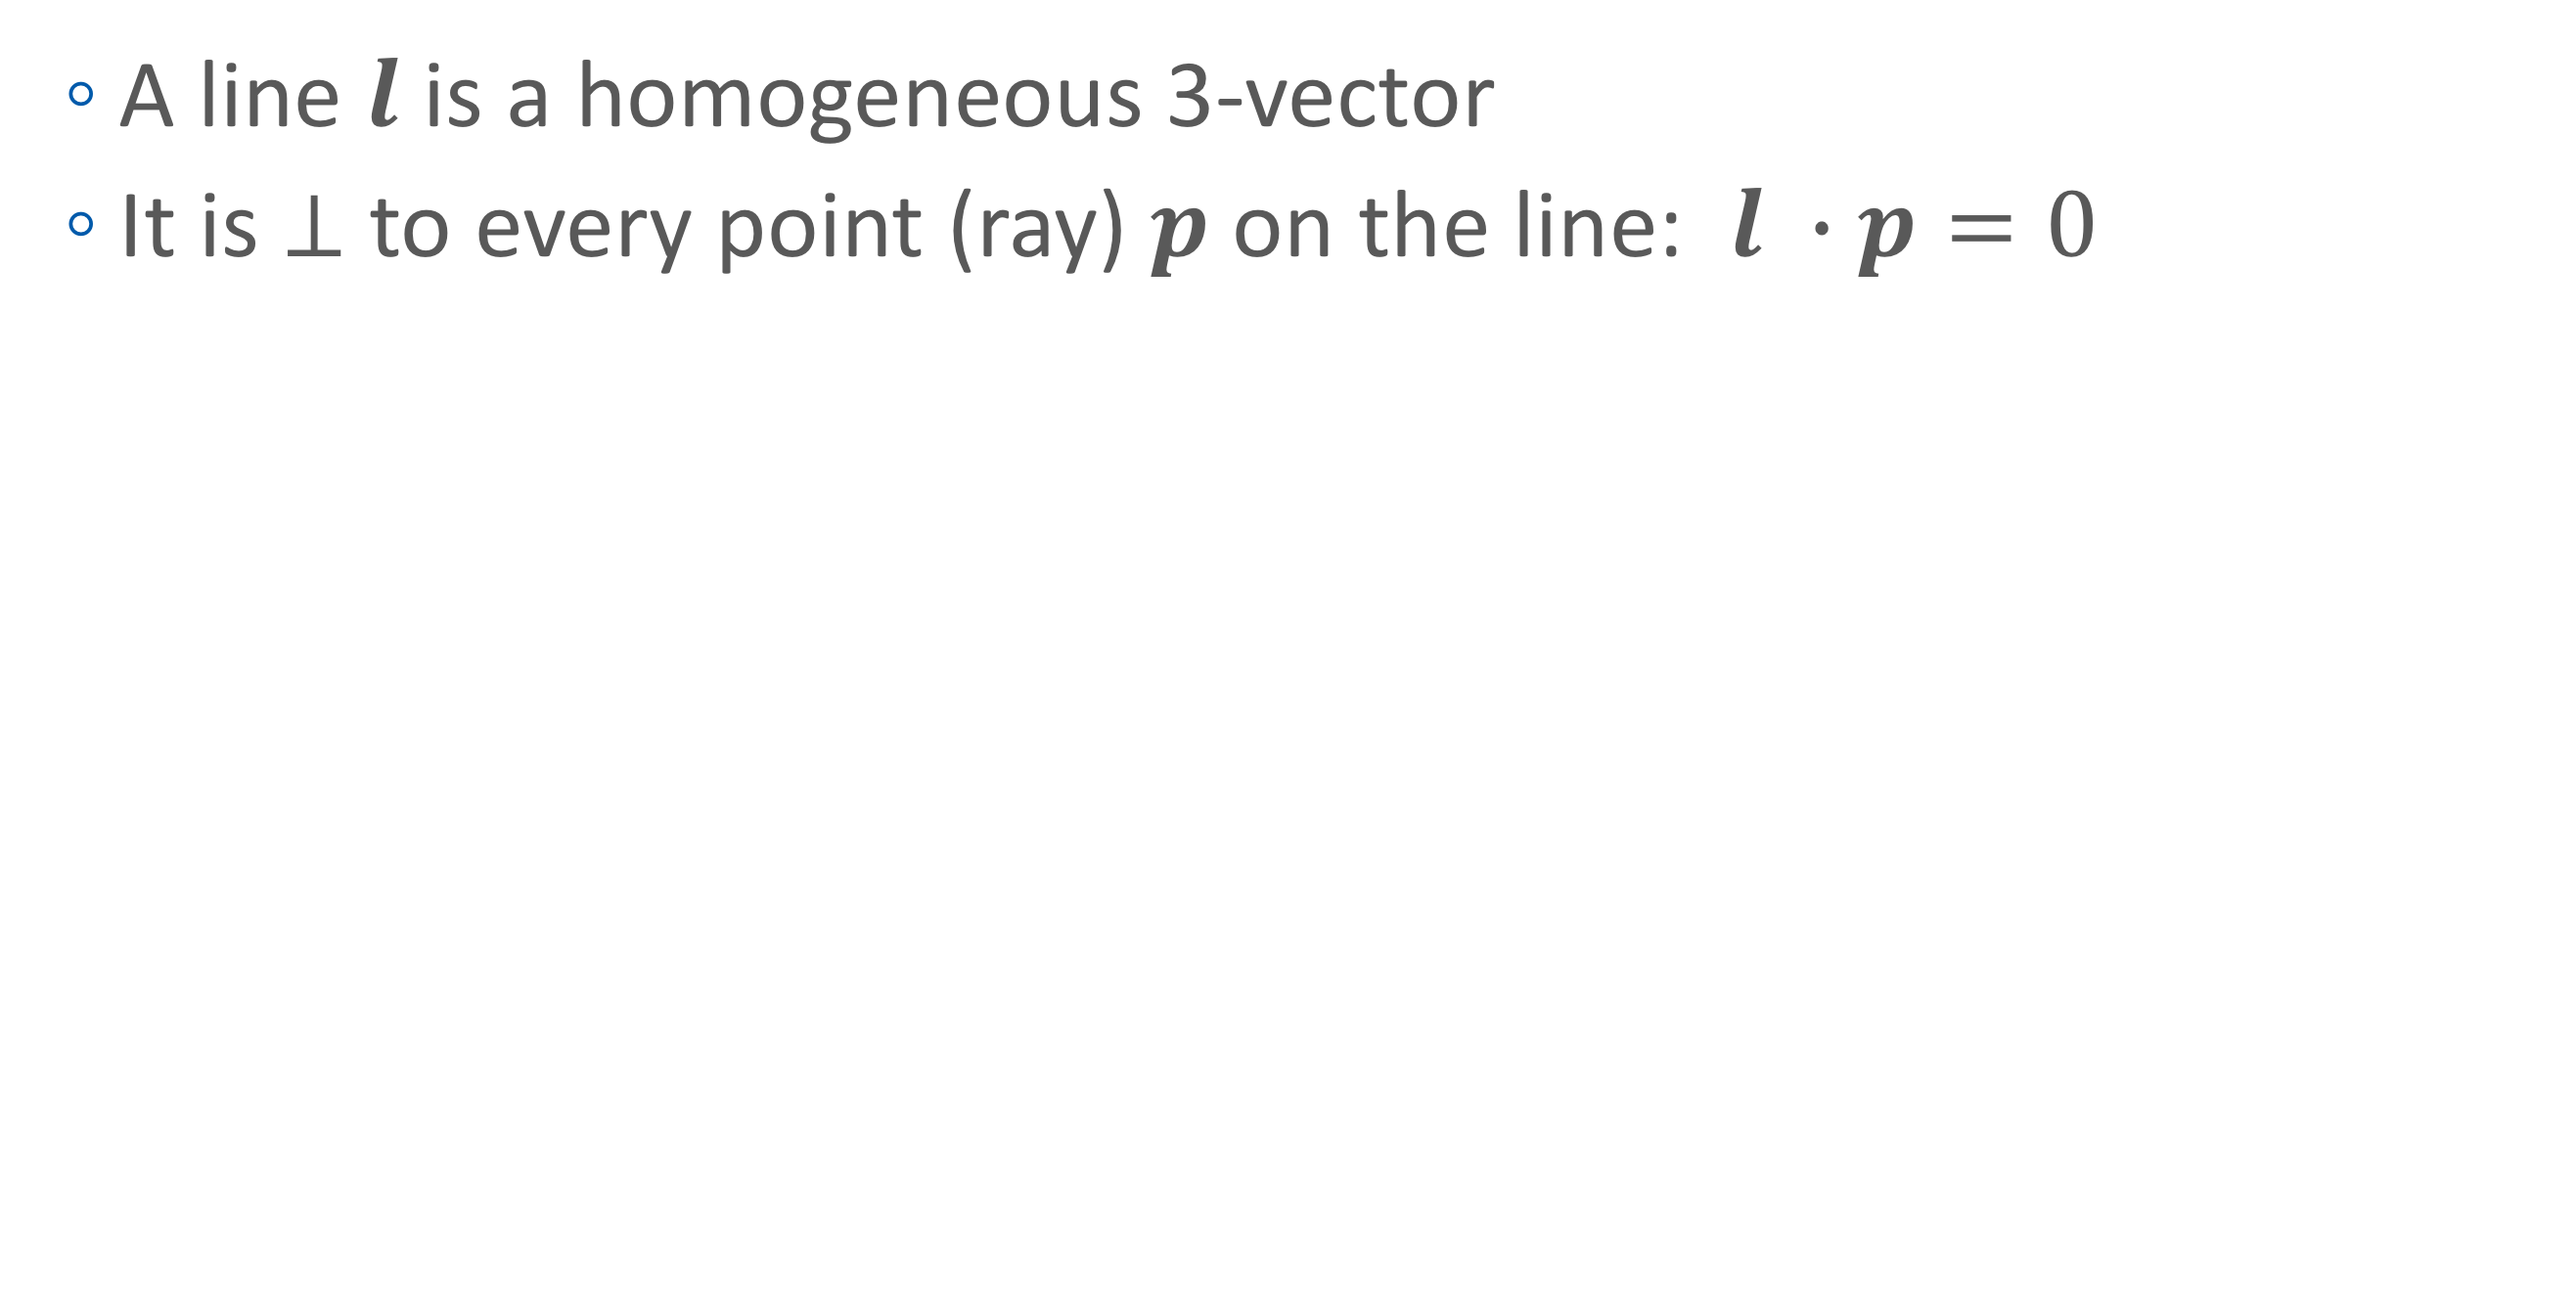 ◦ A line l is a homogeneous 3-vector
◦ It is ⊥ to every point (ray) p on the line: l · p = 0